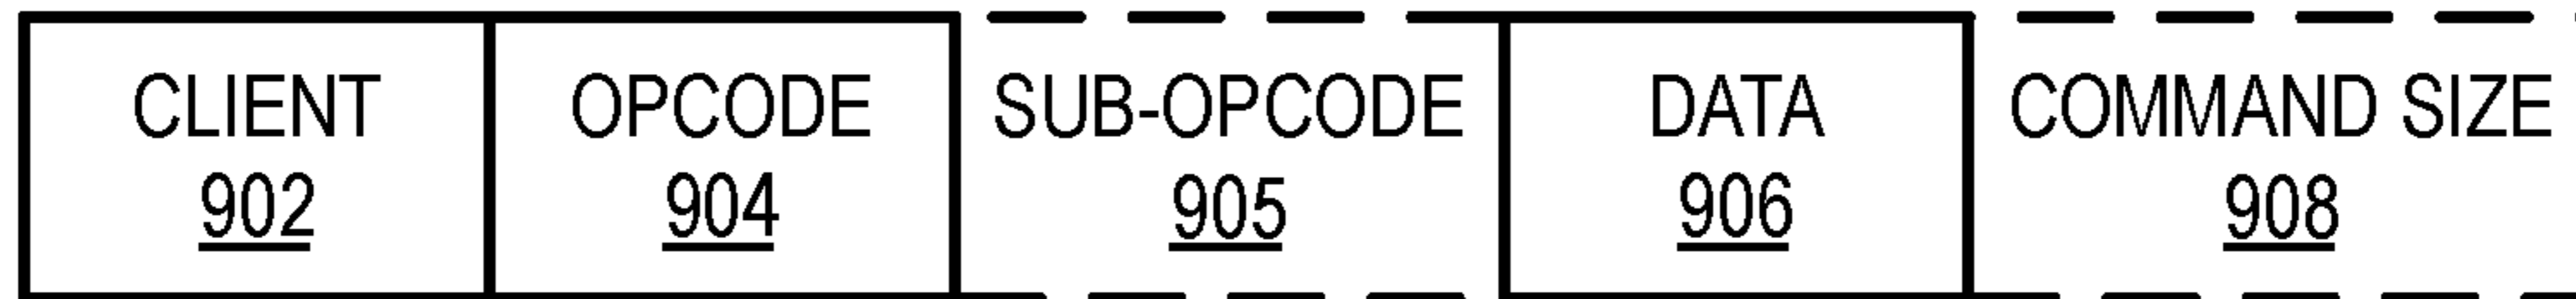 CLIENT
902
OPCODE
904
SUB-OPCODE
905
DATA
906
COMMAND SIZE
908